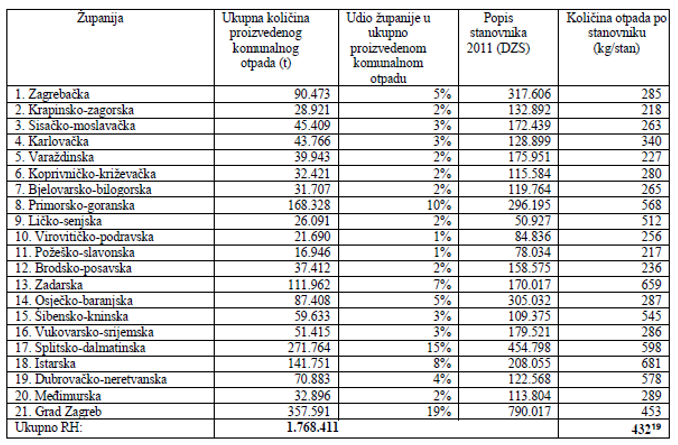 Županija Ukupna količina proizvedenog komunalnog otpada (t) Udio županije u ukupno proizvedenom komunalnom otpadu Popis stanovnika 2011 (DZS) Količina otpada po stanovniku (kg/stan)
1. Zagrebačka 90.473 5% 317.606 285
2. Krapinsko-zagorska 28.921 2% 132.892 218
3. Sisačko-moslavačka 45.409 3% 172.439 263
4. Karlovačka 43.766 3% 128.899 340
5. Varaždinska 39.943 2% 175.951 227
6. Koprivničko-križevačka 32.421 2% 115.584 280
7. Bjelovarsko-bilogorska 31.707 2% 119.764 265
8. Primorsko-goranska 168.328 10% 296.195 568
9. Ličko-senjska 26.091 2% 50.927 512
10. Virovitičko-podravska 21.690 1% 84.836 256
11. Požeško-slavonska 16.946 1% 78.034 217
12. Brodsko-posavska 37.412 2% 158.575 236
13. Zadarska 111.962 7% 170.017 659
14. Osječko-baranjska 87.408 5% 305.032 287
15. Šibensko-kninska 59.633 3% 109.375 545
16. Vukovarsko-srijemska 51.415 3% 179.521 286
17. Splitsko-dalmatinska 271.764 15% 454.798 598
18. Istarska 141.751 8% 208.055 681
19. Dubrovačko-neretvanska 70.883 4% 122.568 578
20. Međimurska 32.896 2% 113.804 289
21. Grad Zagreb 357.591 19% 790.017 453
Ukupno RH: 1.768.411 432¹⁹